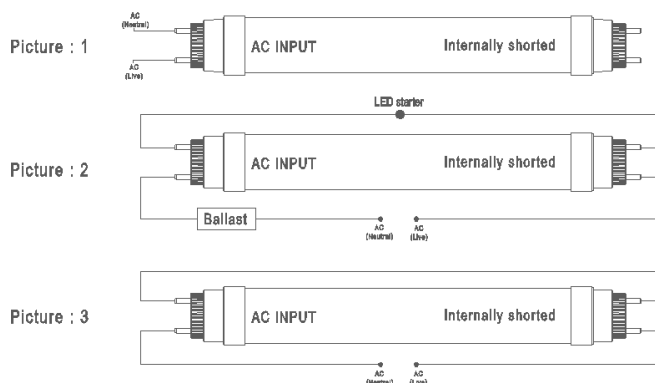 AC
(Neutral)
Picture : 1
AC INPUT
Internally shorted
AC
(Live)
LED starter
Picture : 2
AC INPUT
Internally shorted
Ballast
AC
(Neutral)
AC
(Live)
Picture : 3
AC INPUT
Internally shorted
AC
(Neutral)
AC
(Live)